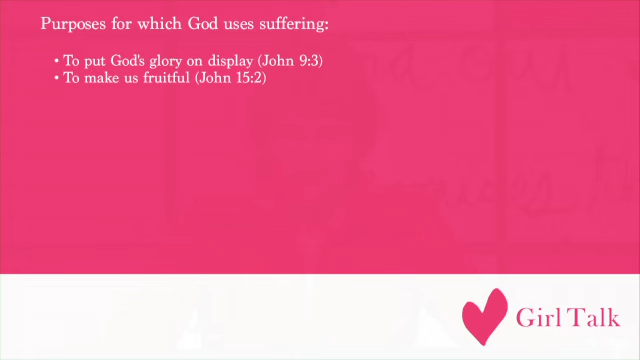 Purposes for which God uses suffering:
• To put God's glory on display (John 9:3)
• To make us fruitful (John 15:2)
Girl Talk